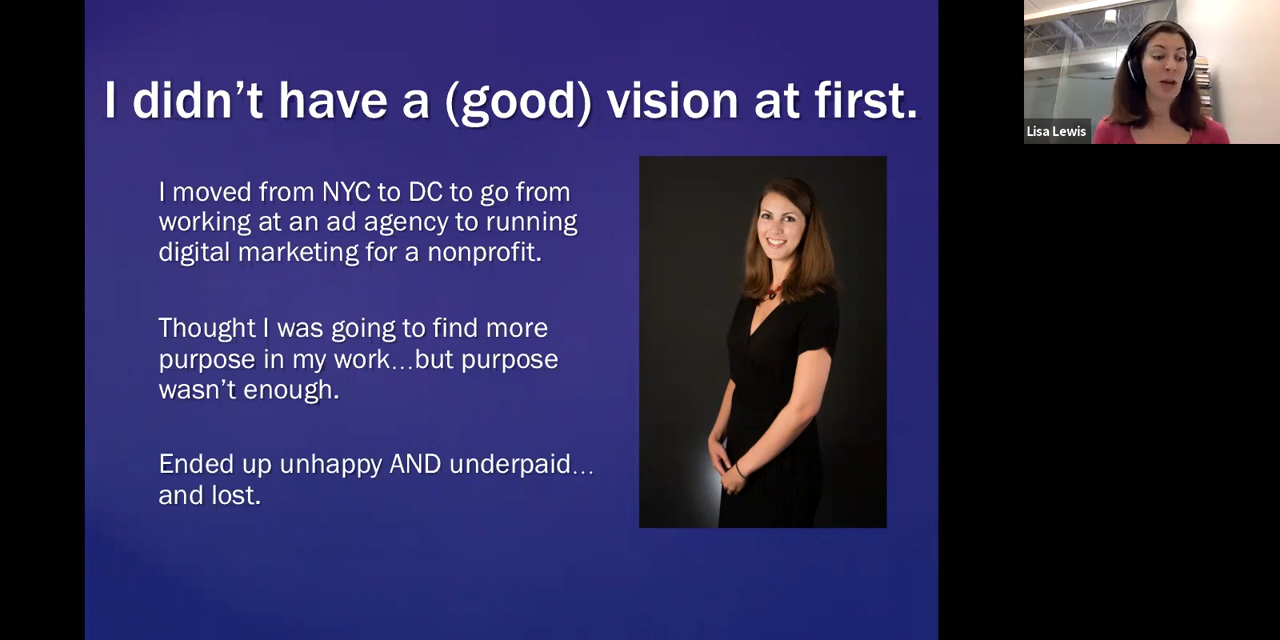 I didn’t have a (good) vision at first.
I moved from NYC to DC to go from
working at an ad agency to running
digital marketing for a nonprofit.
Thought I was going to find more
purpose in my work…but purpose
wasn’t enough.
Ended up unhappy AND underpaid…
and lost.
Lisa Lewis